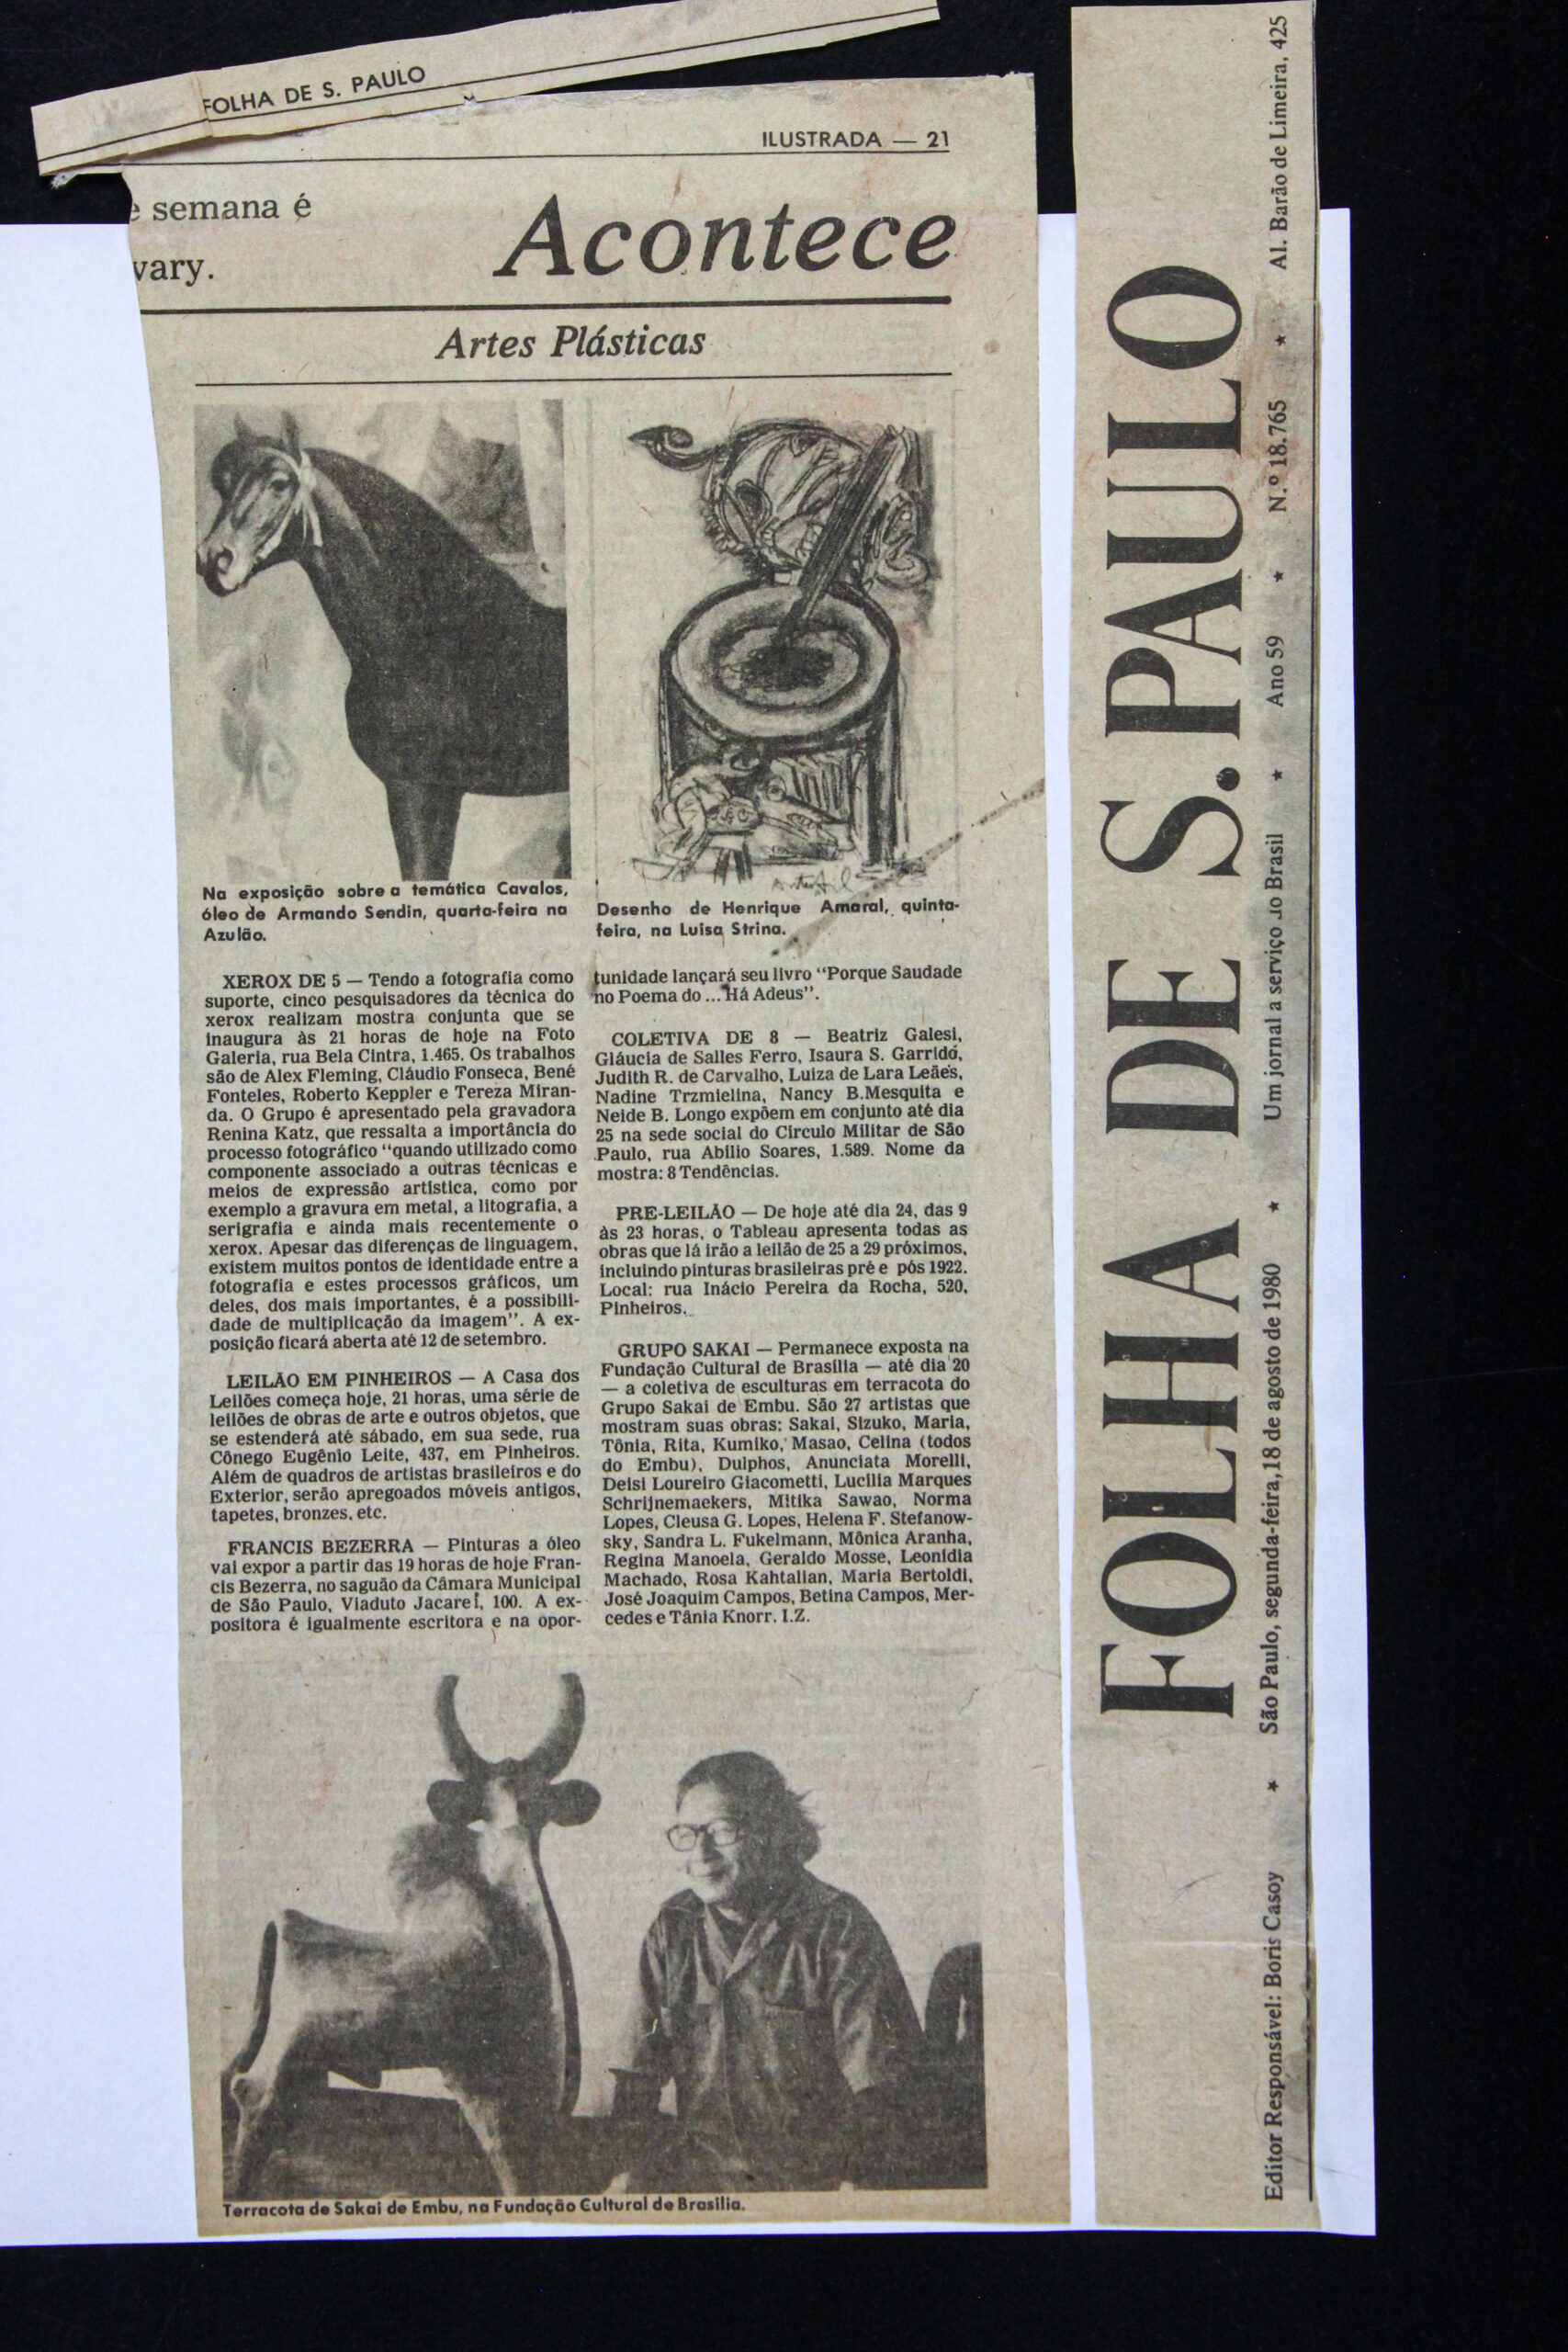 FOLHA DE S. PAULO
ILUSTRADA — 21
e semana é
vary.
Acontece
Artes Plásticas
Na exposição sobre a temática Cavalos,
óleo de Armando Sendin, quarta-feira na
Azulão.
Desenho de Henrique Amaral, quinta-
feira, na Luisa Strina.
XEROX DE 5 — Tendo a fotografia como
suporte, cinco pesquisadores da técnica do
xerox realizam mostra conjunta que se
inaugura às 21 horas de hoje na Foto
Galeria, rua Bela Cintra, 1.465. Os trabalhos
são de Alex Fleming, Cláudio Fonseca, Bené
Fonteles, Roberto Keppler e Tereza Miran-
da. O Grupo é apresentado pela gravadora
Renina Katz, que ressalta a importância do
processo fotográfico “quando utilizado como
componente associado a outras técnicas e
meios de expressão artística, como por
exemplo a gravura em metal, a litografia, a
serigrafia e ainda mais recentemente o
xerox. Apesar das diferenças de linguagem,
existem muitos pontos de identidade entre a
fotografia e estes processos gráficos, um
deles, dos mais importantes, é a possibili-
dade de multiplicação da imagem”. A ex-
posição ficará aberta até 12 de setembro.
LEILÃO EM PINHEIROS — A Casa dos
Leilões começa hoje, 21 horas, uma série de
leilões de obras de arte e outros objetos, que
se estenderá até sábado, em sua sede, rua
Cônego Eugênio Leite, 437, em Pinheiros.
Além de quadros de artistas brasileiros e do
Exterior, serão apregoados móveis antigos,
tapetes, bronzes, etc.
FRANCIS BEZERRA — Pinturas a óleo
vai expor a partir das 19 horas de hoje Fran-
cis Bezerra, no saguão da Câmara Municipal
de São Paulo, Viaduto Jacareí, 100. A ex-
positora é igualmente escritora e na opor-
tunidade lançará seu livro “Porque Saudade
no Poema do ... Há Adeus”.
COLETIVA DE 8 — Beatriz Galesi,
Gláucia de Salles Ferro, Isaura S. Garrido,
Judith R. de Carvalho, Luiza de Lara Leães,
Nadine Trzmielina, Nancy B.Mesquita e
Neide B. Longo expõem em conjunto até dia
25 na sede social do Circulo Militar de São
Paulo, rua Abilio Soares, 1.589. Nome da
mostra: 8 Tendências.
PRE-LEILÃO — De hoje até dia 24, das 9
às 23 horas, o Tableau apresenta todas as
obras que lá irão a leilão de 25 a 29 próximos,
incluindo pinturas brasileiras pré e pós 1922.
Local: rua Inácio Pereira da Rocha, 520,
Pinheiros.
GRUPO SAKAI — Permanece exposta na
Fundação Cultural de Brasília — até dia 20
— a coletiva de esculturas em terracota do
Grupo Sakai de Embu. São 27 artistas que
mostram suas obras: Sakai, Sizuko, Maria,
Tônia, Rita, Kumiko, Masao, Celina (todos
do Embu), Dulphos, Anunciata Morelli,
Deisi Loureiro Giacometti, Lucilia Marques
Schrijnemaekers, Mitika Sawao, Norma
Lopes, Cleusa G. Lopes, Helena F. Stefanow-
sky, Sandra L. Fukelmann, Mônica Aranha,
Regina Manoela, Geraldo Mosse, Leonidia
Machado, Rosa Kahtalian, Maria Bertoldi,
José Joaquim Campos, Betina Campos, Mer-
cedes e Tânia Knorr. I.Z.
Terracota de Sakai de Embu, na Fundação Cultural de Brasilia.
FOLHA DE S. PAULO
Editor Responsável: Boris Casoy ★ São Paulo, segunda-feira,18 de agosto de 1980 ★ Um jornal a serviço do Brasil ★ Ano 59 ★ N.º 18.765 ★ Al. Barão de Limeira, 425